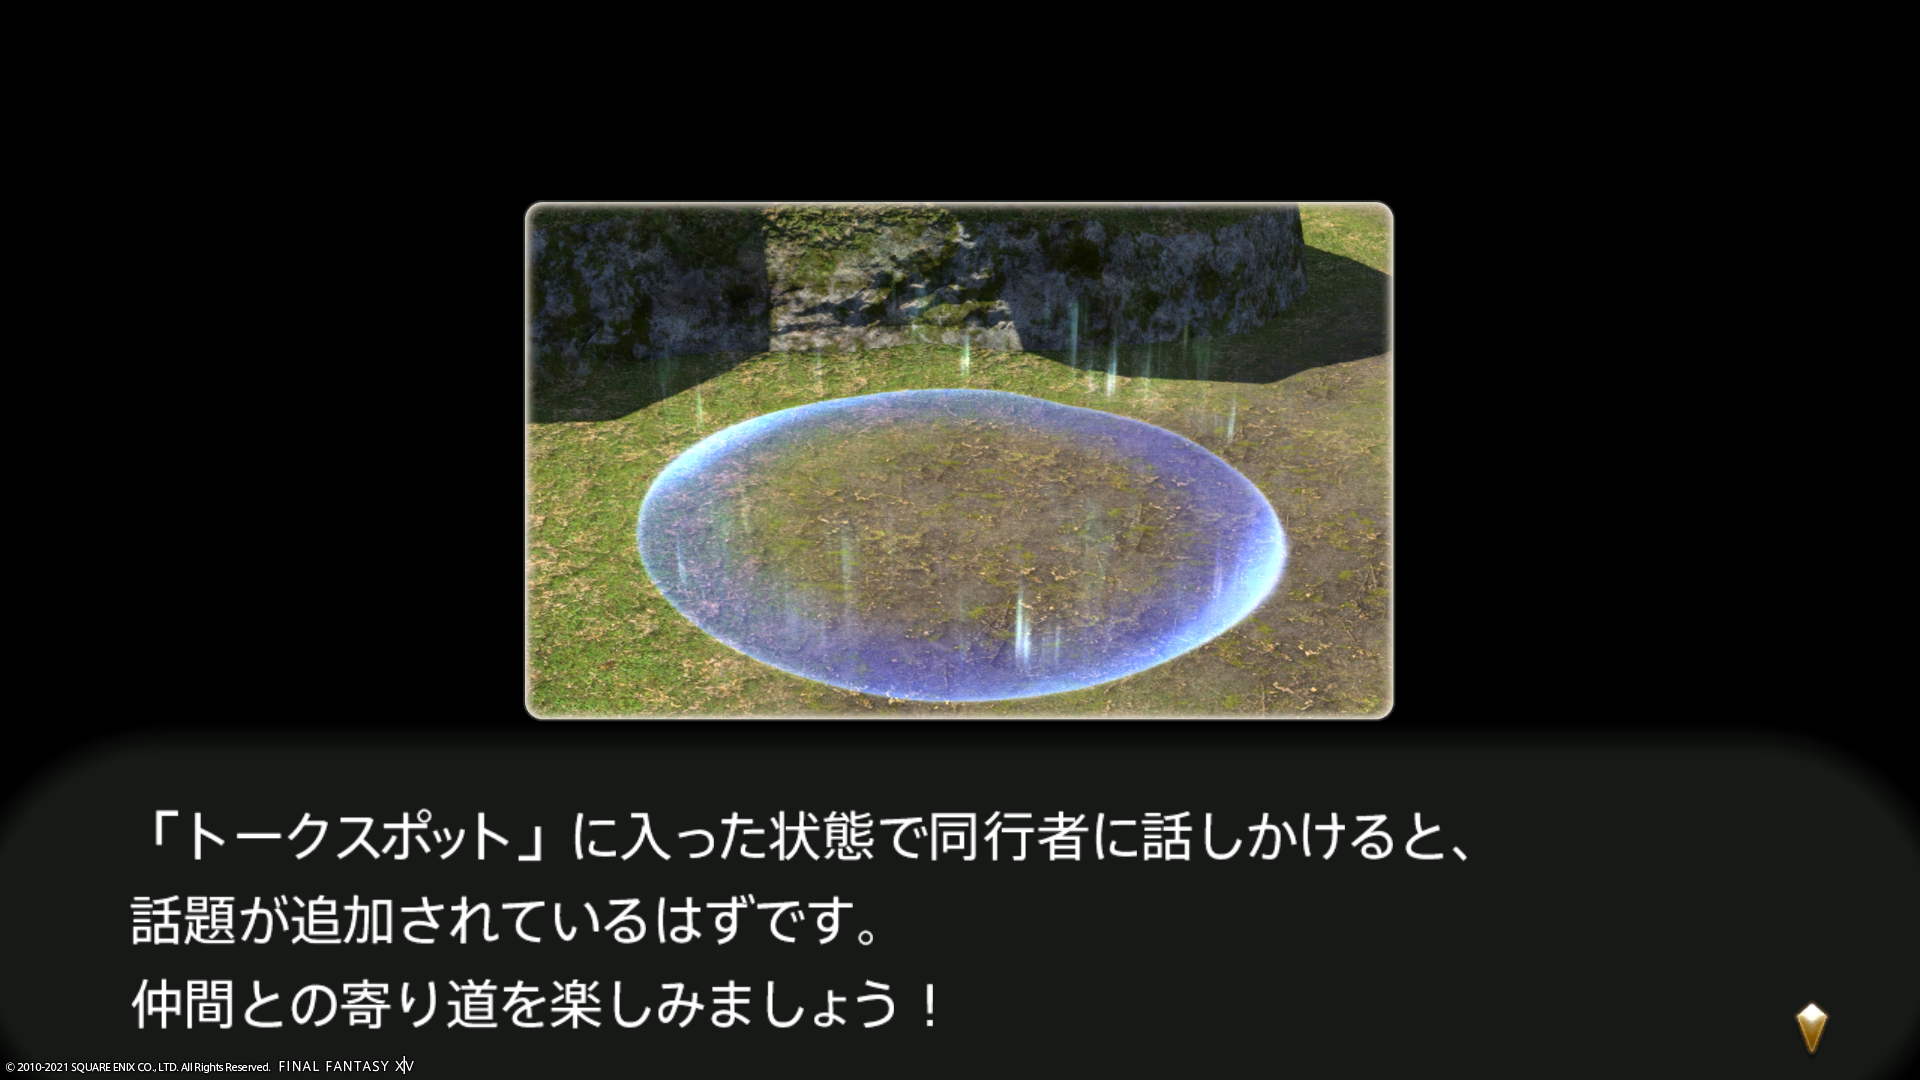 「トークスポット」に入った状態で同行者に話しかけると、
話題が追加されているはずです。
仲間との寄り道を楽しみましょう！
© 2010-2021 SQUARE ENIX CO., LTD. All Rights Reserved. FINAL FANTASY XIV